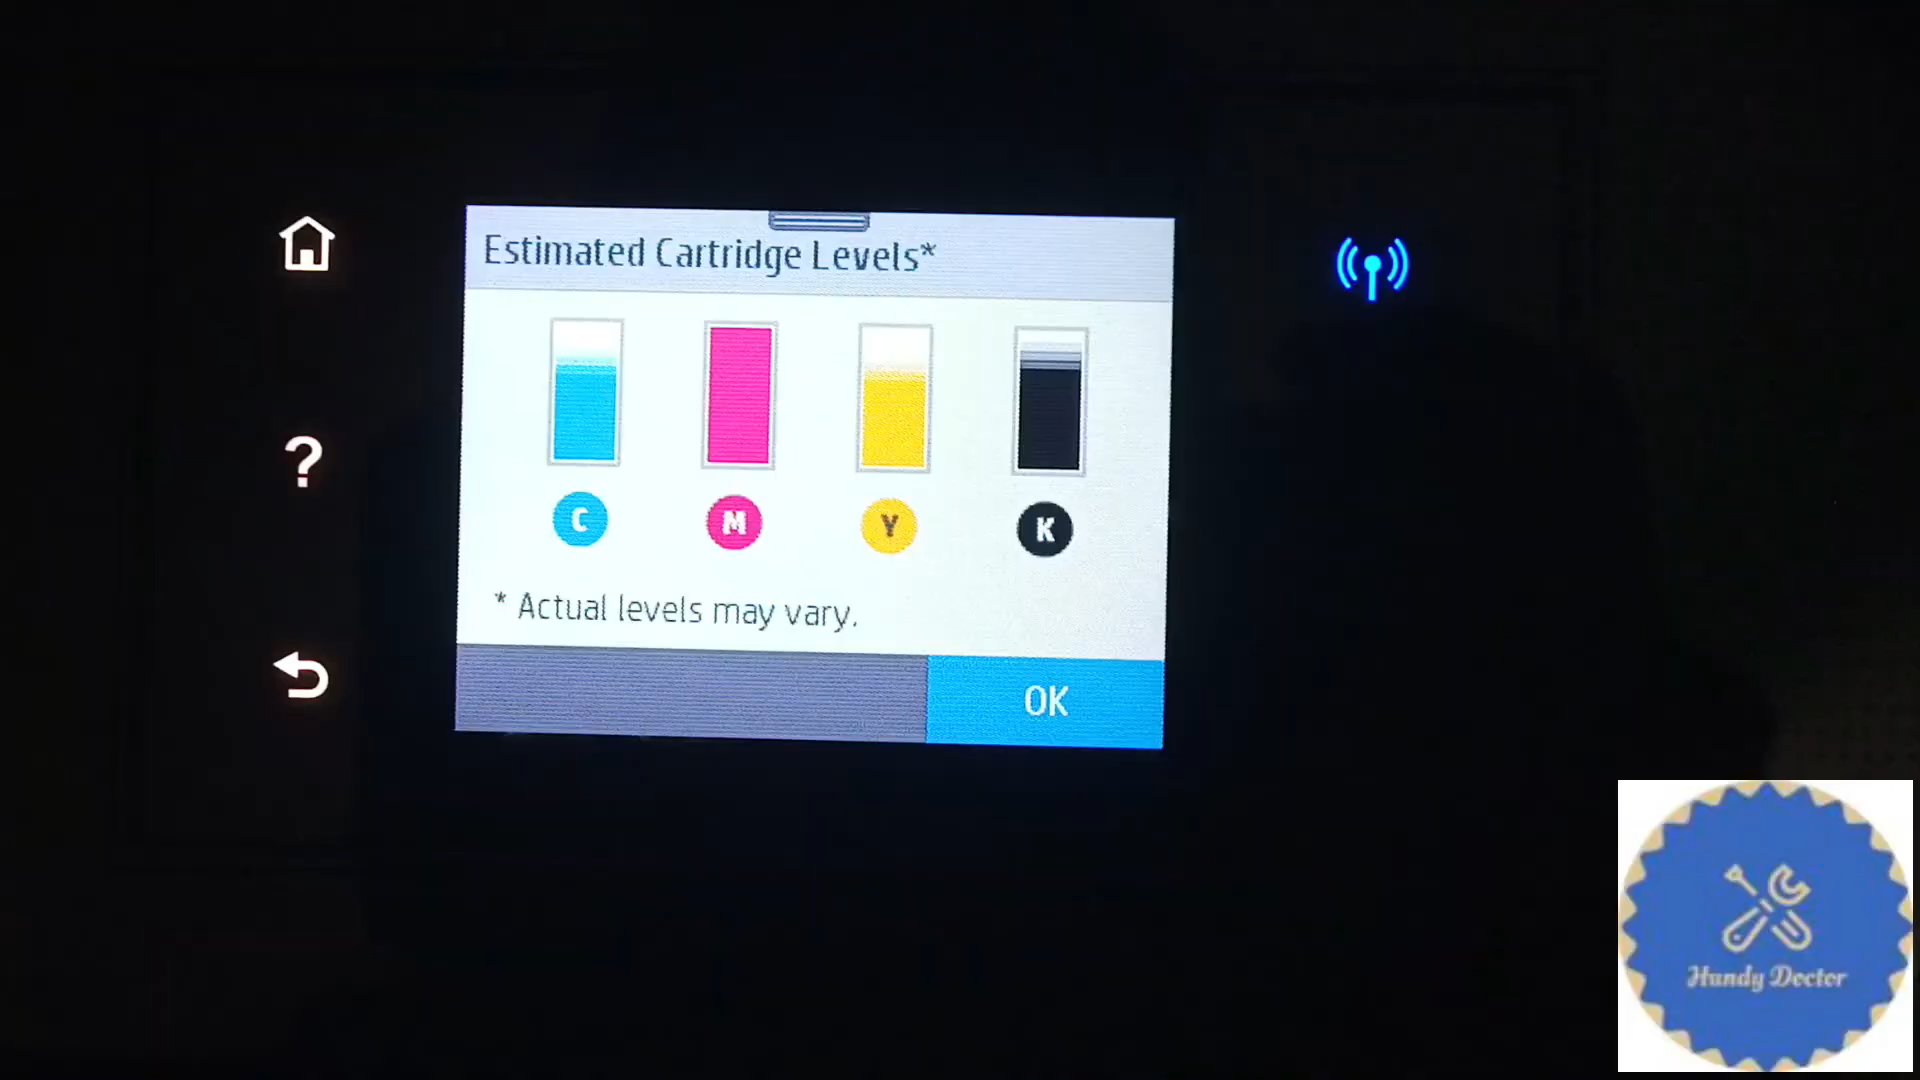 Estimated Cartridge Levels*
C M Y K
* Actual levels may vary.
OK
Handy Doctor